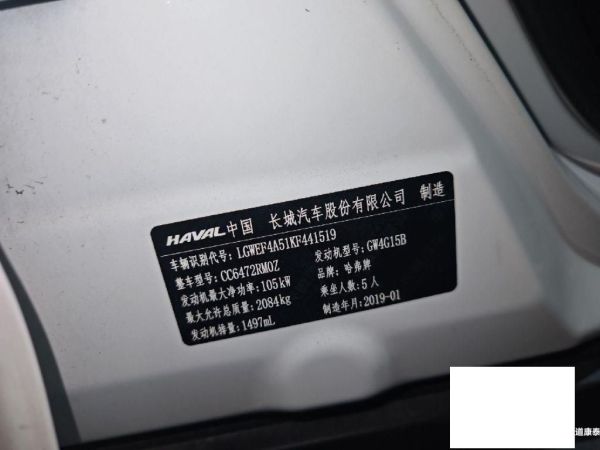 HAVAL中国 长城汽车股份有限公司 制造
车辆识别代号：LGWEF4A51KF441519
整车型号：CC6472RM0Z 发动机型号：GW4G15B
发动机最大净功率：105kW 品牌：哈弗牌
最大允许总质量：2084kg 乘坐人数：5人
发动机排量：1497mL 制造年月：2019-01
道康泰